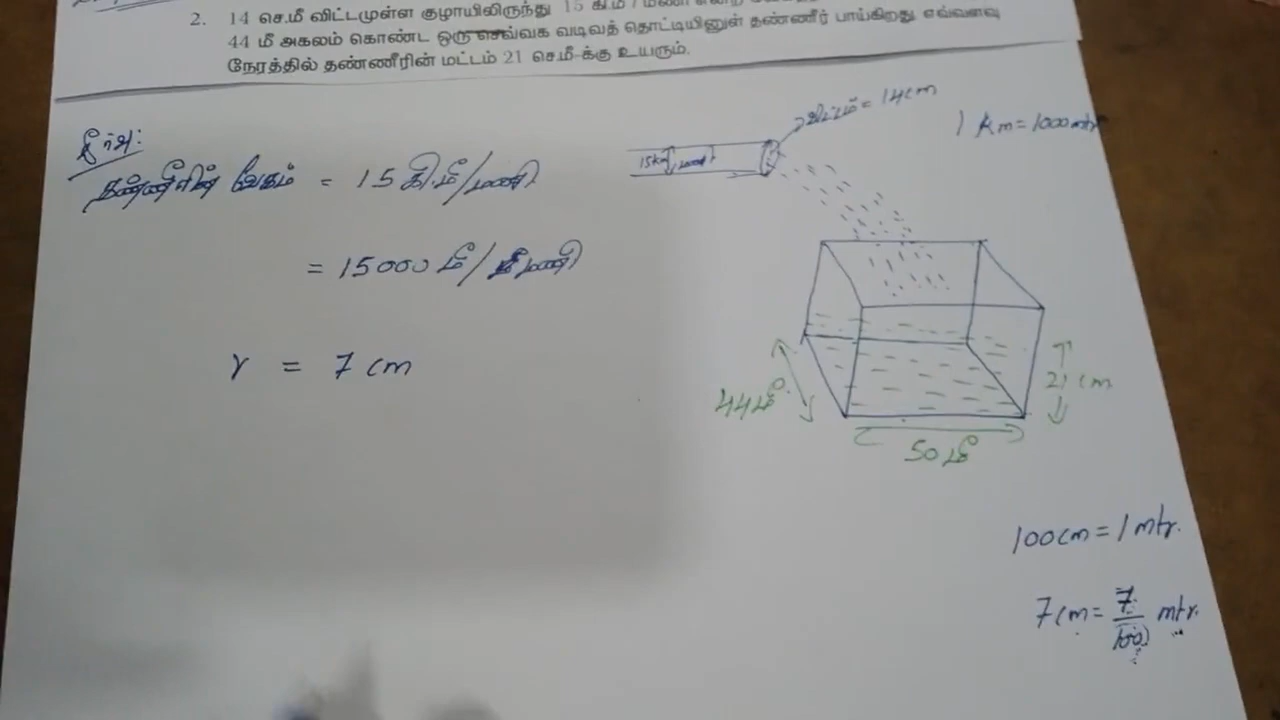 2. 14 செ.மீ விட்டமுள்ள குழாயிலிருந்து 15 கி.மீ / மணி என்ற
44 மீ அகலம் கொண்ட ஒரு செவ்வக வடிவத் தொட்டியினுள் தண்ணீர் பாய்கிறது. எவ்வளவு
நேரத்தில் தண்ணீரின் மட்டம் 21 செ.மீ-க்கு உயரும்.
தீர்வு:
தண்ணீரின் வேகம் = 15 கி.மீ/மணி
= 15000 மீ/மணி
r = 7 cm
விட்டம் = 14cm
1 km = 1000 mtr
15km/மணி
44மீ
21 cm
50மீ
100cm = 1 mtr.
7cm = 7/100 mtr.